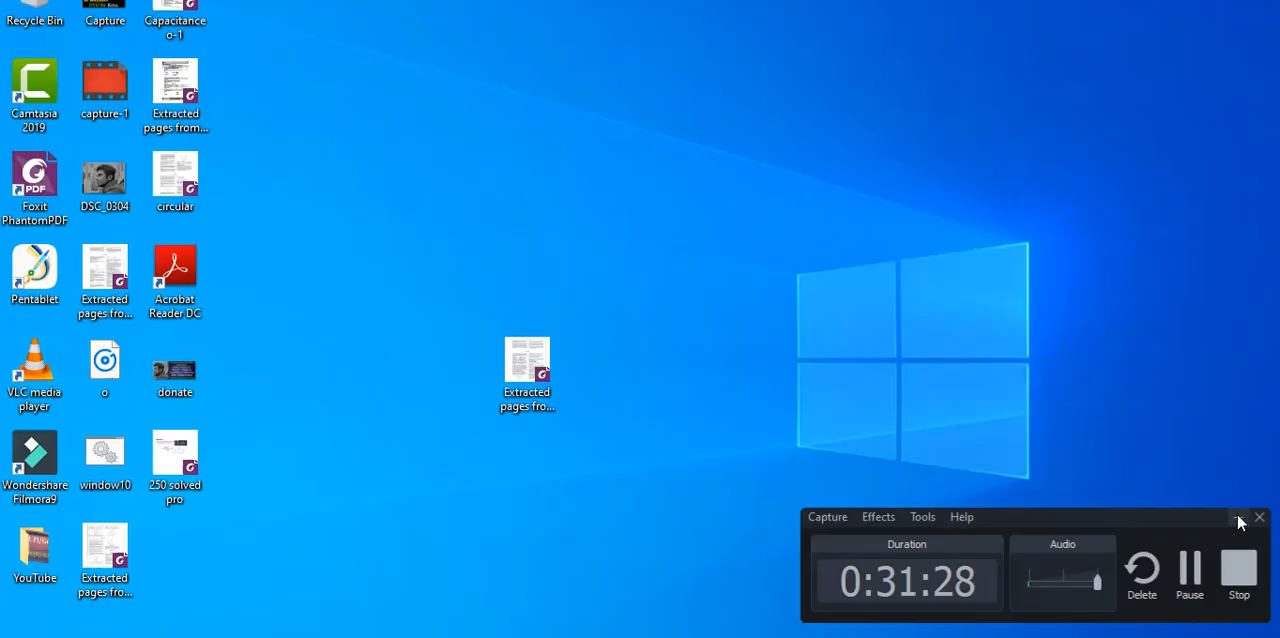 Recycle Bin
Capture
Capacitance
o-1
Camtasia
2019
capture-1
Extracted
pages from...
PDF
Foxit
PhantomPDF
DSC_0304
circular
Pentablet
Extracted
pages fro...
Acrobat
Reader DC
VLC media
player
o
donate
Extracted
pages fro...
Wondershare
Filmora9
window10
250 solved
pro
YouTube
Extracted
pages fro...
Capture Effects Tools Help
Duration
Audio
0:31:28
Delete
Pause
Stop